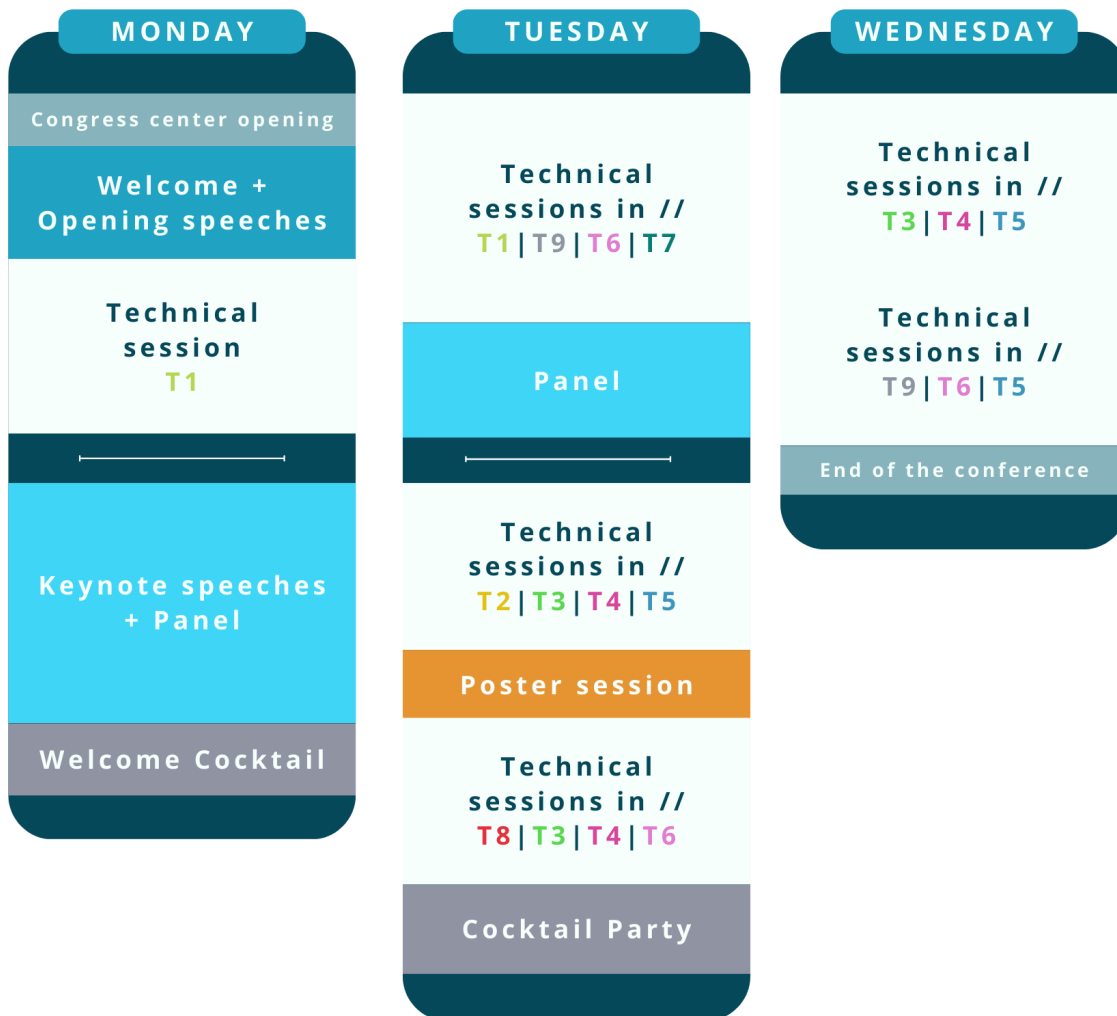 MONDAY
Congress center opening
Welcome +
Opening speeches
Technical
session
T1
Keynote speeches
+ Panel
Welcome Cocktail
TUESDAY
Technical
sessions in //
T1|T9|T6|T7
Panel
Technical
sessions in //
T2|T3|T4|T5
Poster session
Technical
sessions in //
T8|T3|T4|T6
Cocktail Party
WEDNESDAY
Technical
sessions in //
T3|T4|T5
Technical
sessions in //
T9|T6|T5
End of the conference